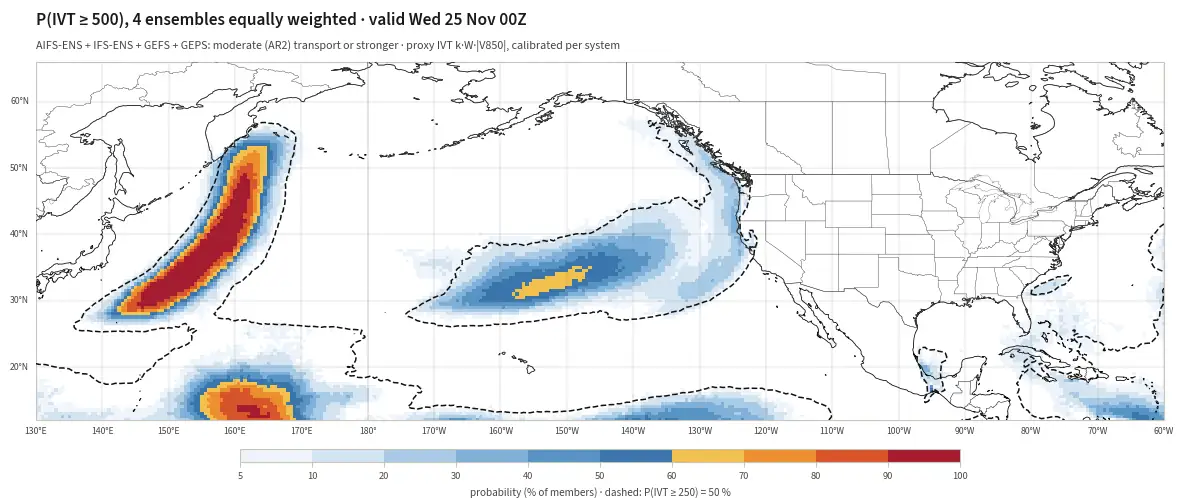 P(IVT ≥ 500), 4 ensembles equally weighted · valid Wed 25 Nov 00Z
AIFS-ENS + IFS-ENS + GEFS + GEPS: moderate (AR2) transport or stronger · proxy IVT k·W·|V850|, calibrated per system
60°N
50°N
40°N
30°N
20°N
130°E 140°E 150°E 160°E 170°E 180° 170°W 160°W 150°W 140°W 130°W 120°W 110°W 100°W 90°W 80°W 70°W 60°W
5 10 20 30 40 50 60 70 80 90 100
probability (% of members) · dashed: P(IVT ≥ 250) = 50 %